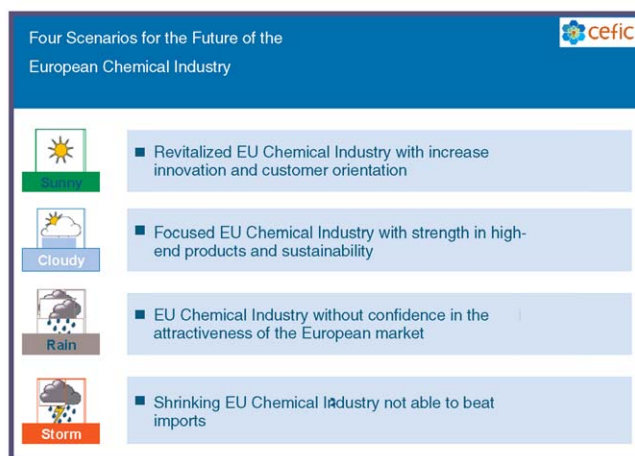 Four Scenarios for the Future of the
European Chemical Industry
cefic
Sunny
■ Revitalized EU Chemical Industry with increase
innovation and customer orientation
Cloudy
■ Focused EU Chemical Industry with strength in high-
end products and sustainability
Rain
■ EU Chemical Industry without confidence in the
attractiveness of the European market
Storm
■ Shrinking EU Chemical Industry not able to beat
imports